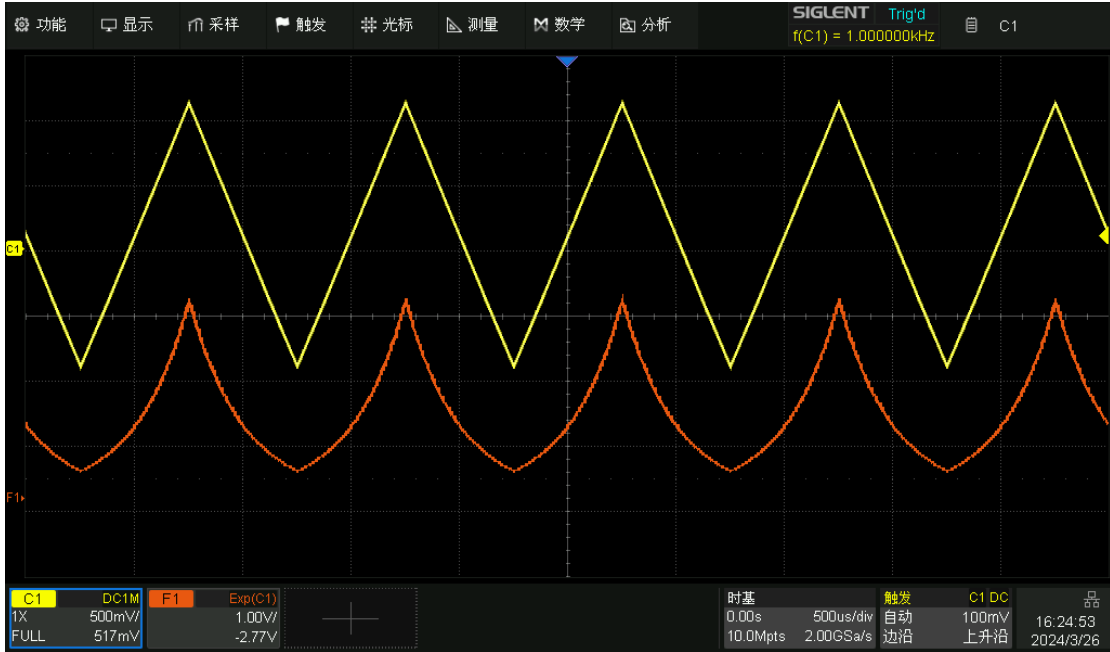 功能 显示 采样 触发 光标 测量 数学 分析 SIGLENT Trig'd C1
f(C1) = 1.000000kHz
C1
F1
C1 DC1M
1X 500mV/
FULL 517mV
F1 Exp(C1)
1.00V/
-2.77V
时基
0.00s 500us/div
10.0Mpts 2.00GSa/s
触发 C1 DC
自动 100mV
边沿 上升沿
16:24:53
2024/3/26